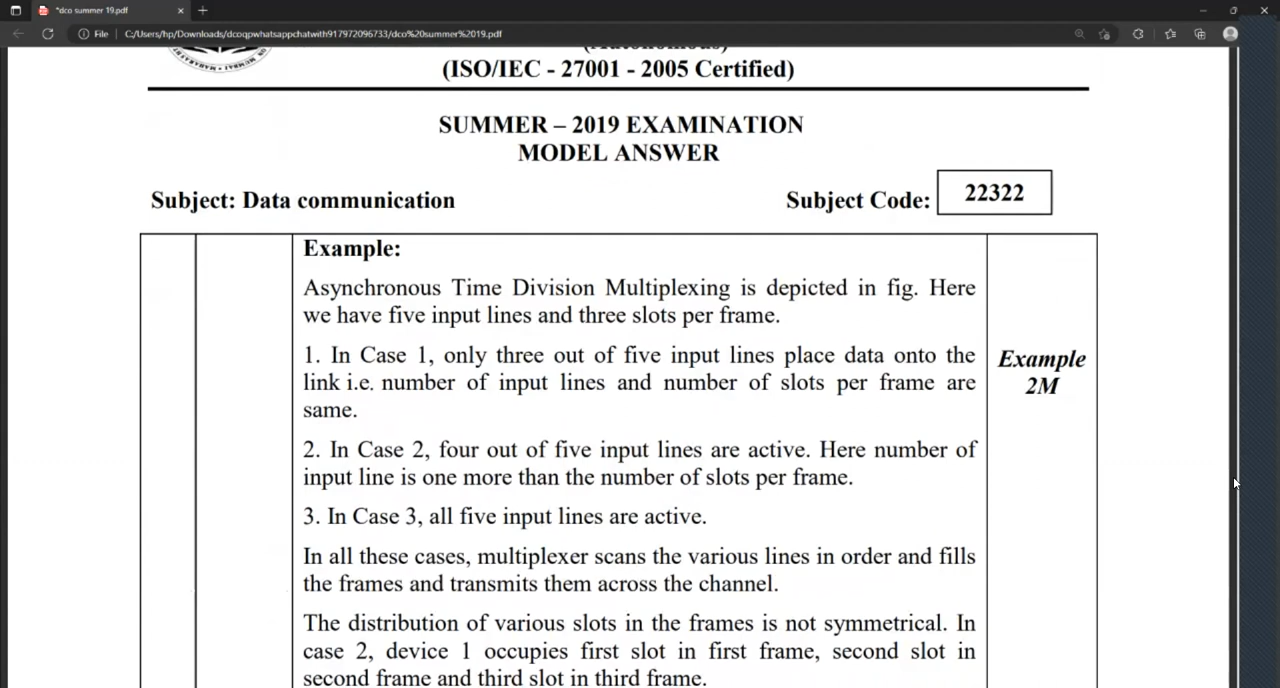 *dco summer 19.pdf
File
C:/Users/hp/Downloads/dcoqpwhatsappchatwith917972096733/dco%20summer%2019.pdf
(Autonomous)
(ISO/IEC - 27001 - 2005 Certified)
SUMMER – 2019 EXAMINATION
MODEL ANSWER
Subject: Data communication
Subject Code:
22322
Example:
Asynchronous Time Division Multiplexing is depicted in fig. Here
we have five input lines and three slots per frame.
1. In Case 1, only three out of five input lines place data onto the
link i.e. number of input lines and number of slots per frame are
same.
Example
2M
2. In Case 2, four out of five input lines are active. Here number of
input line is one more than the number of slots per frame.
3. In Case 3, all five input lines are active.
In all these cases, multiplexer scans the various lines in order and fills
the frames and transmits them across the channel.
The distribution of various slots in the frames is not symmetrical. In
case 2, device 1 occupies first slot in first frame, second slot in
second frame and third slot in third frame.